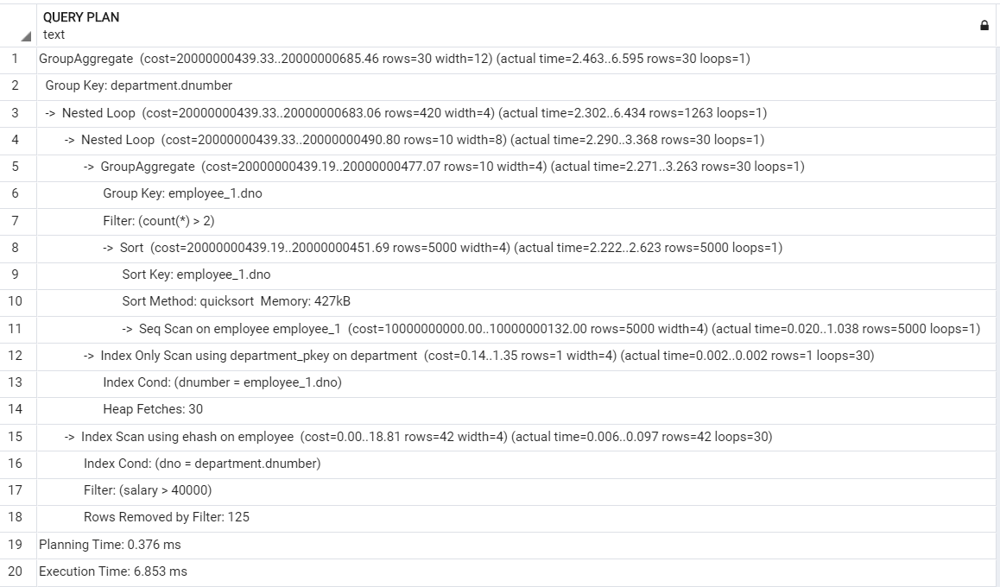 QUERY PLAN
text
1 GroupAggregate (cost=20000000439.33..20000000685.46 rows=30 width=12) (actual time=2.463..6.595 rows=30 loops=1)
2 Group Key: department.dnumber
3 -> Nested Loop (cost=20000000439.33..20000000683.06 rows=420 width=4) (actual time=2.302..6.434 rows=1263 loops=1)
4 -> Nested Loop (cost=20000000439.33..20000000490.80 rows=10 width=8) (actual time=2.290..3.368 rows=30 loops=1)
5 -> GroupAggregate (cost=20000000439.19..20000000477.07 rows=10 width=4) (actual time=2.271..3.263 rows=30 loops=1)
6 Group Key: employee_1.dno
7 Filter: (count(*) > 2)
8 -> Sort (cost=20000000439.19..20000000451.69 rows=5000 width=4) (actual time=2.222..2.623 rows=5000 loops=1)
9 Sort Key: employee_1.dno
10 Sort Method: quicksort Memory: 427kB
11 -> Seq Scan on employee employee_1 (cost=10000000000.00..10000000132.00 rows=5000 width=4) (actual time=0.020..1.038 rows=5000 loops=1)
12 -> Index Only Scan using department_pkey on department (cost=0.14..1.35 rows=1 width=4) (actual time=0.002..0.002 rows=1 loops=30)
13 Index Cond: (dnumber = employee_1.dno)
14 Heap Fetches: 30
15 -> Index Scan using ehash on employee (cost=0.00..18.81 rows=42 width=4) (actual time=0.006..0.097 rows=42 loops=30)
16 Index Cond: (dno = department.dnumber)
17 Filter: (salary > 40000)
18 Rows Removed by Filter: 125
19 Planning Time: 0.376 ms
20 Execution Time: 6.853 ms